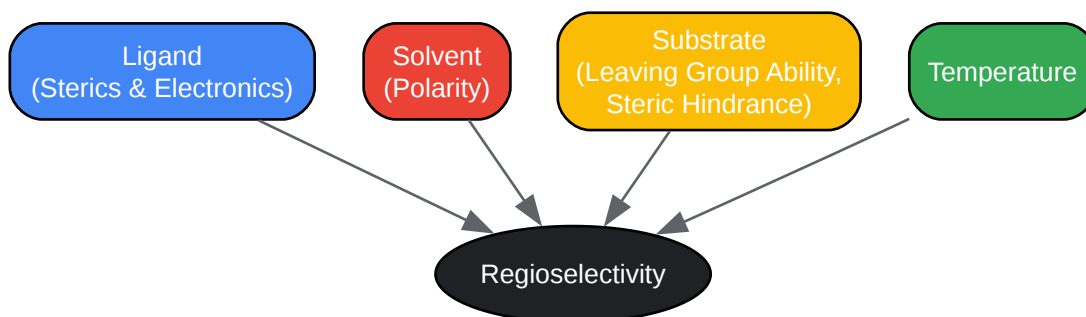 Ligand
(Sterics & Electronics)
Solvent
(Polarity)
Substrate
(Leaving Group Ability,
Steric Hindrance)
Temperature
Regioselectivity